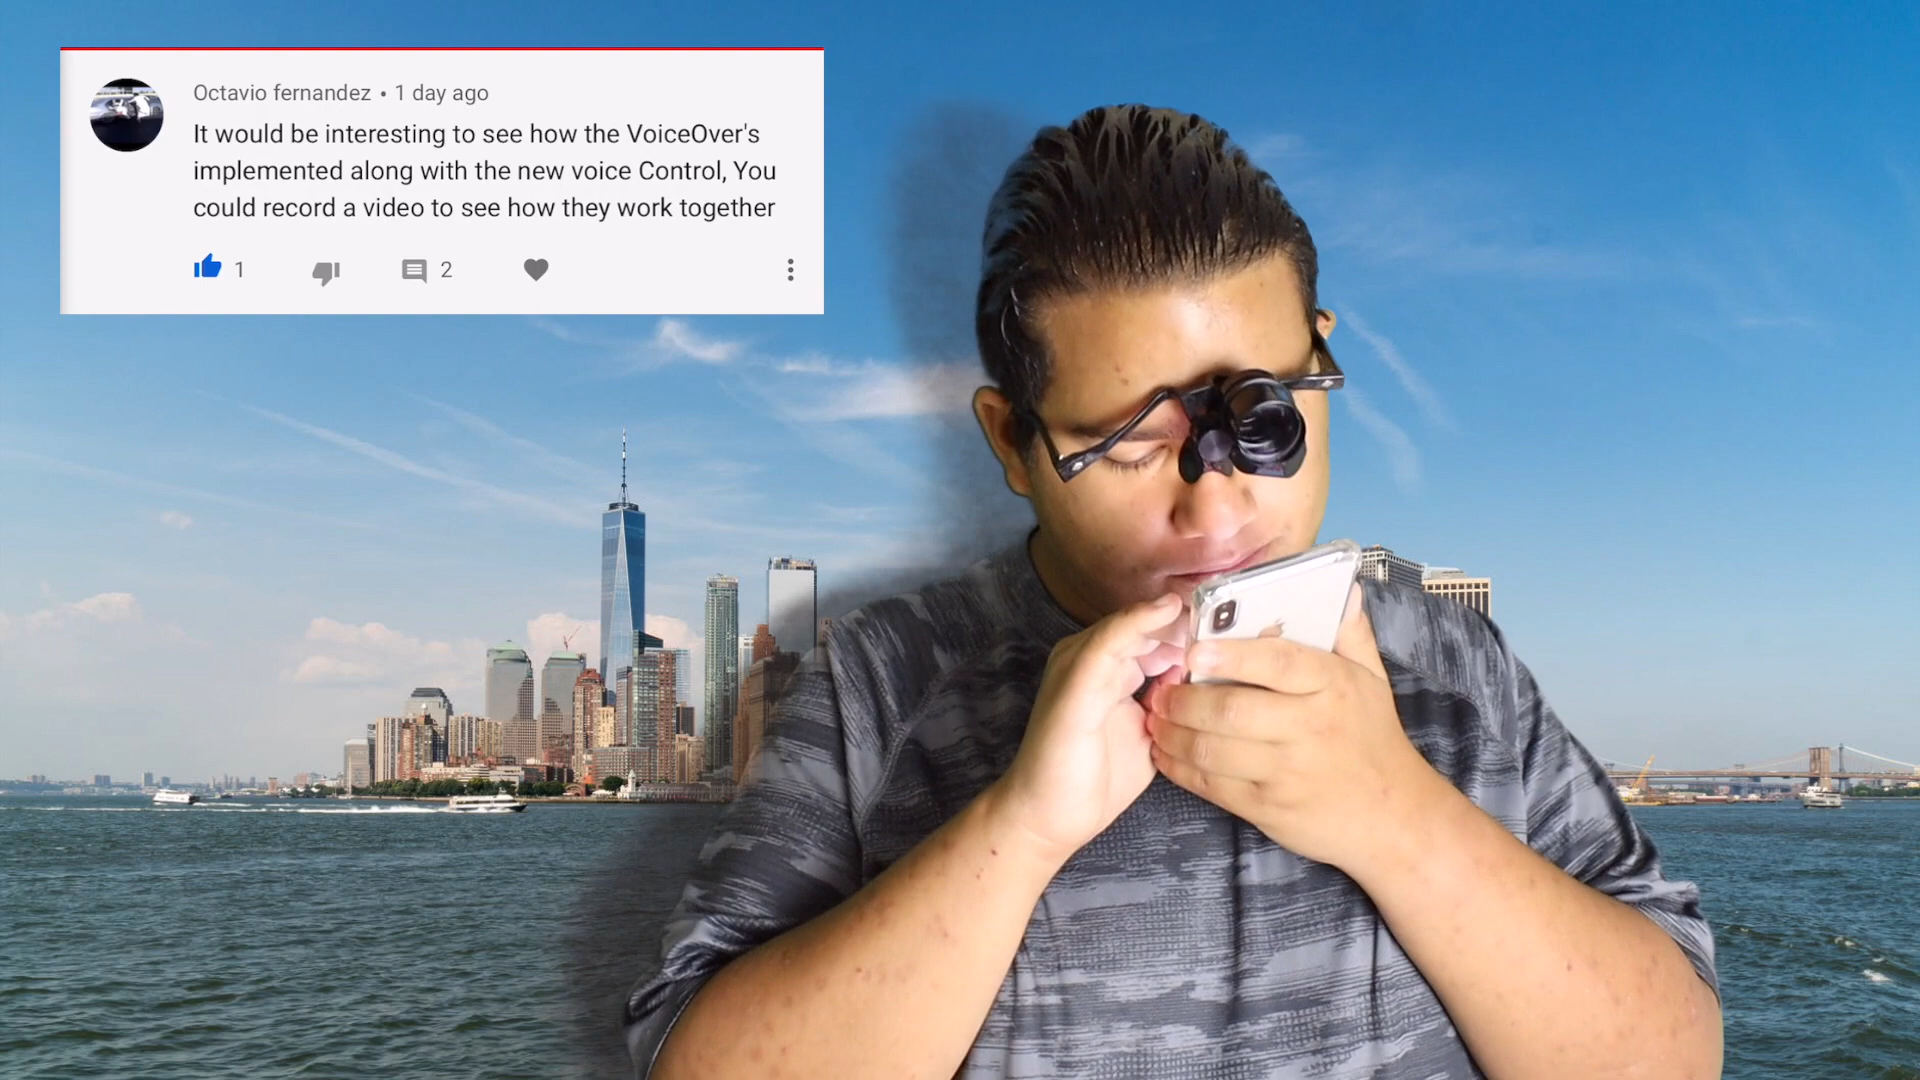 Octavio fernandez • 1 day ago
It would be interesting to see how the VoiceOver's
implemented along with the new voice Control, You
could record a video to see how they work together
1 2